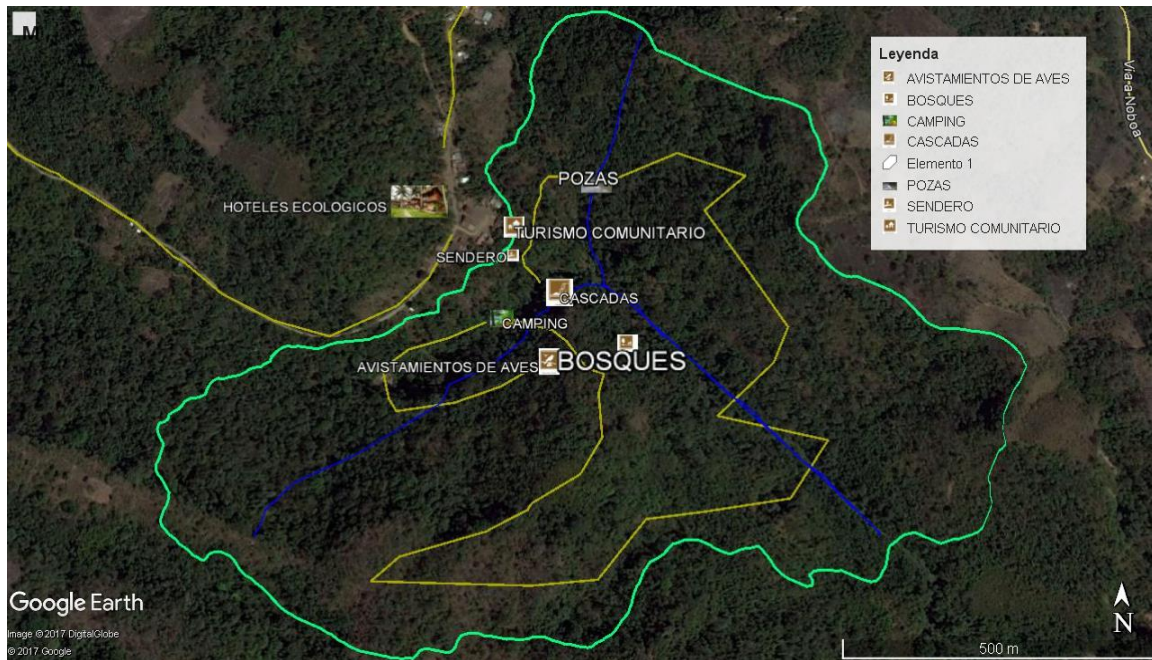 M
Leyenda
AVISTAMIENTOS DE AVES
BOSQUES
CAMPING
CASCADAS
Elemento 1
POZAS
SENDERO
TURISMO COMUNITARIO
Vía a Noboa
POZAS
HOTELES ECOLOGICOS
TURISMO COMUNITARIO
SENDERO
CASCADAS
CAMPING
AVISTAMIENTOS DE AVES
BOSQUES
Google Earth
Image © 2017 DigitalGlobe
© 2017 Google
N
500 m